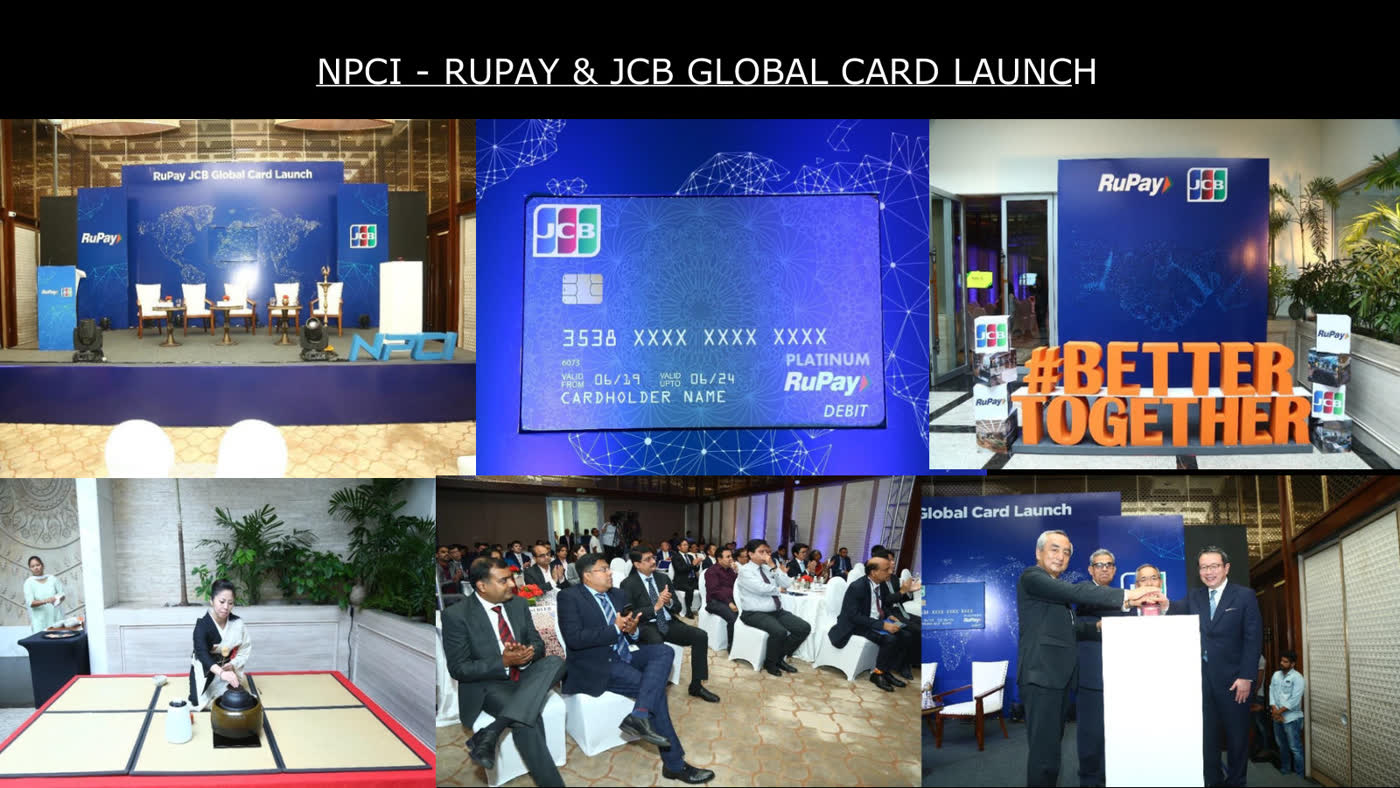 NPCI - RUPAY & JCB GLOBAL CARD LAUNCH
RuPay JCB Global Card Launch
RuPay
JCB
RuPay
NPCI
JCB
3538 XXXX XXXX XXXX
6073
PLATINUM
VALID FROM 06/19 VALID UPTO 06/24
RuPay
CARDHOLDER NAME
DEBIT
RuPay JCB
JCB
RuPay
#BETTER
TOGETHER
RuPay
JCB
Global Card Launch